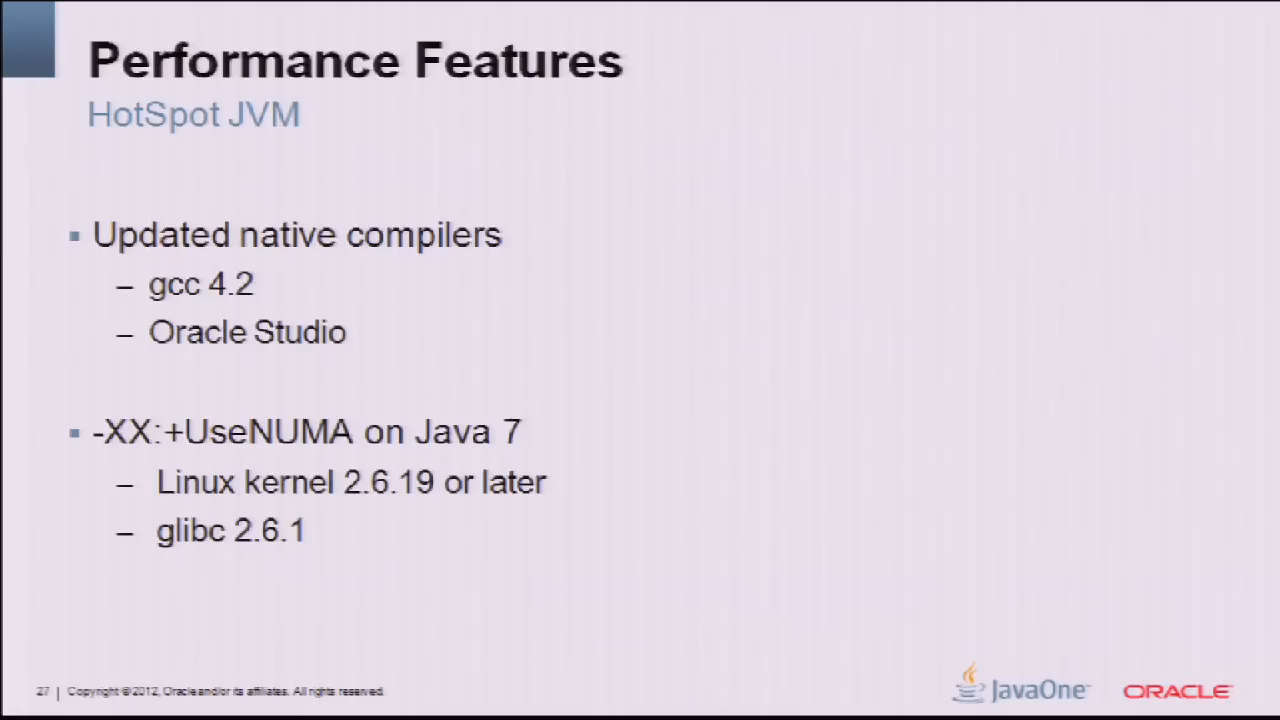 Performance Features
HotSpot JVM
Updated native compilers
– gcc 4.2
– Oracle Studio
-XX:+UseNUMA on Java 7
– Linux kernel 2.6.19 or later
– glibc 2.6.1
27 | Copyright © 2012, Oracle and/or its affiliates. All rights reserved.
JavaOne™
ORACLE